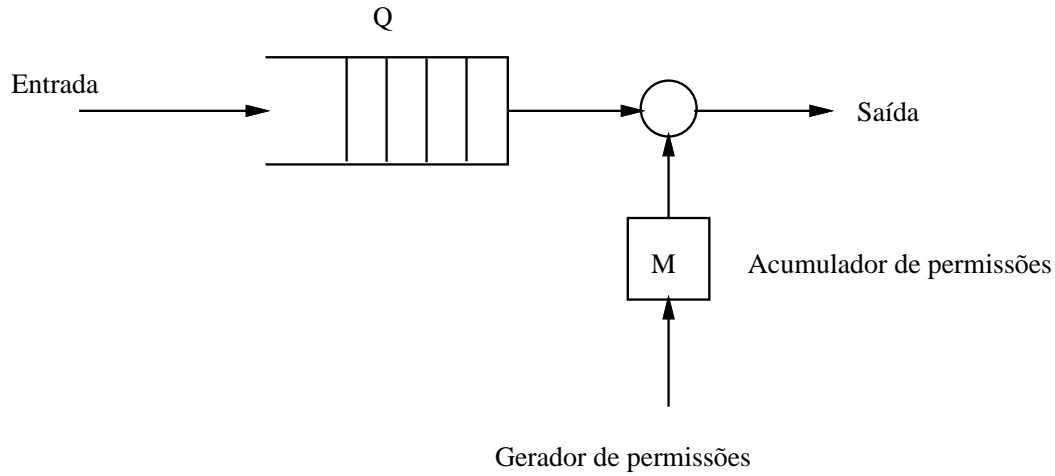 Q
Entrada
Saída
M
Acumulador de permissões
Gerador de permissões